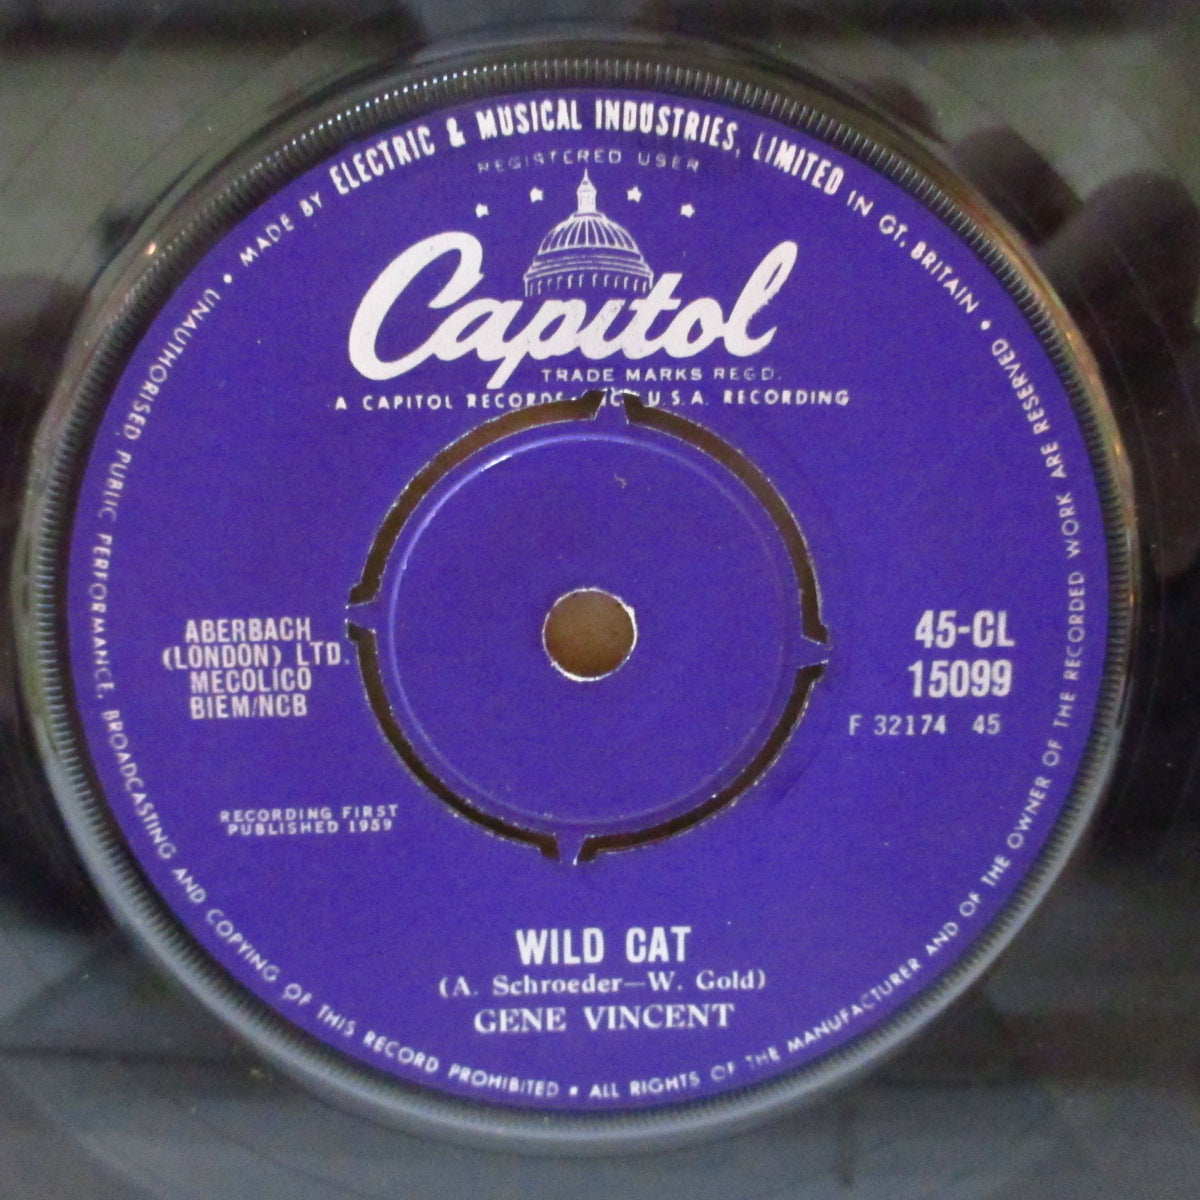 MADE BY ELECTRIC & MUSICAL INDUSTRIES, LIMITED IN GT. BRITAIN • 
REGISTERED USER
Capitol
TRADE MARKS REGD.
A CAPITOL RECORDS U.S.A. RECORDING
ABERBACH
(LONDON) LTD.
MECOLICO
BIEM/NCB
45-CL
15099
F 32174 45
RECORDING FIRST
PUBLISHED 1959
WILD CAT
(A. Schroeder—W. Gold)
GENE VINCENT
UNAUTHORISED PUBLIC PERFORMANCE, BROADCASTING AND COPYING OF THIS RECORD PROHIBITED • ALL RIGHTS OF THE MANUFACTURER AND OF THE OWNER OF THE RECORDED WORK ARE RESERVED •